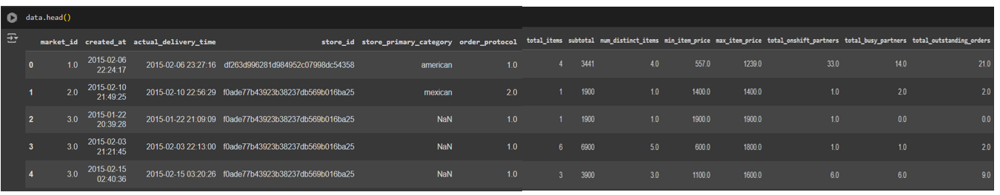 data.head()
market_id created_at actual_delivery_time store_id store_primary_category order_protocol total_items subtotal num_distinct_items min_item_price max_item_price total_onshift_partners total_busy_partners total_outstanding_orders
0 1.0 2015-02-06 22:24:17 2015-02-06 23:27:16 df263d996281d984952c07998dc54358 american 1.0 4 3441 4.0 557.0 1239.0 33.0 14.0 21.0
1 2.0 2015-02-10 21:49:25 2015-02-10 22:56:29 f0ade77b43923b38237db569b016ba25 mexican 2.0 1 1900 1.0 1400.0 1400.0 1.0 2.0 2.0
2 3.0 2015-01-22 20:39:28 2015-01-22 21:09:09 f0ade77b43923b38237db569b016ba25 NaN 1.0 1 1900 1.0 1900.0 1900.0 1.0 0.0 0.0
3 3.0 2015-02-03 21:21:45 2015-02-03 22:13:00 f0ade77b43923b38237db569b016ba25 NaN 1.0 6 6900 5.0 600.0 1800.0 1.0 1.0 2.0
4 3.0 2015-02-15 02:40:36 2015-02-15 03:20:26 f0ade77b43923b38237db569b016ba25 NaN 1.0 3 3900 3.0 1100.0 1600.0 6.0 6.0 9.0